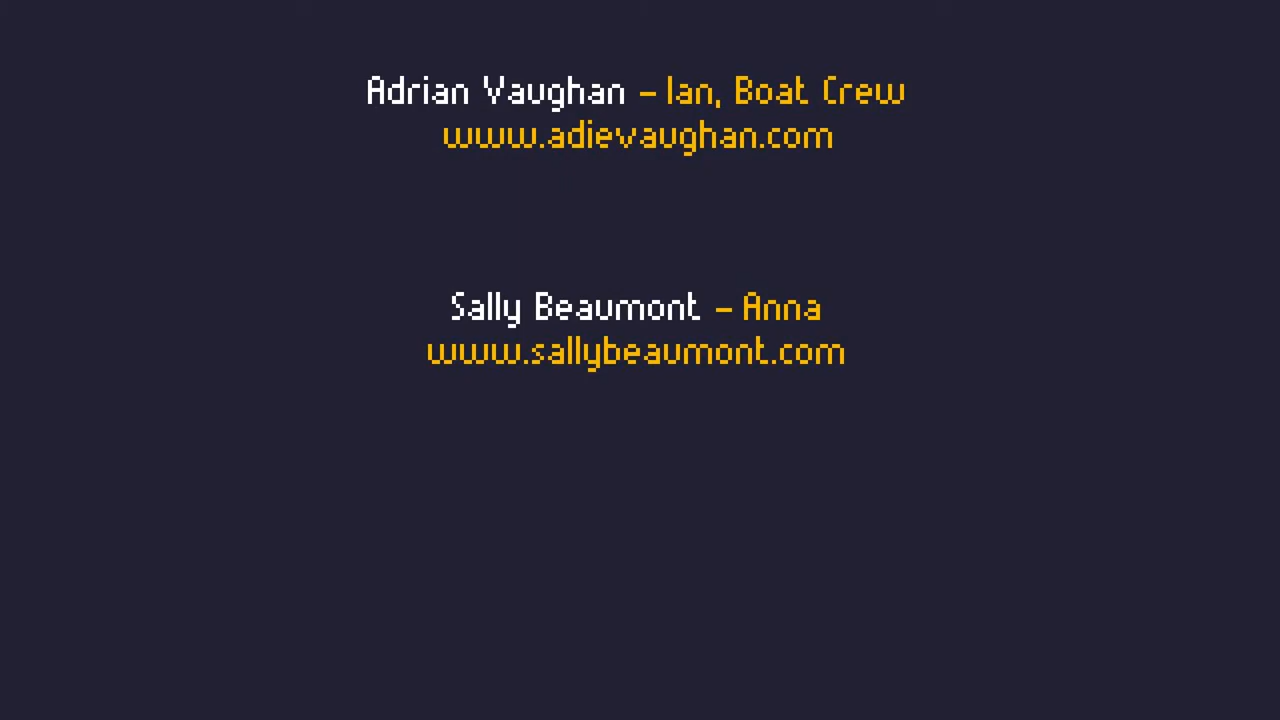 Adrian Vaughan – Ian, Boat Crew
www.adievaughan.com
Sally Beaumont – Anna
www.sallybeaumont.com